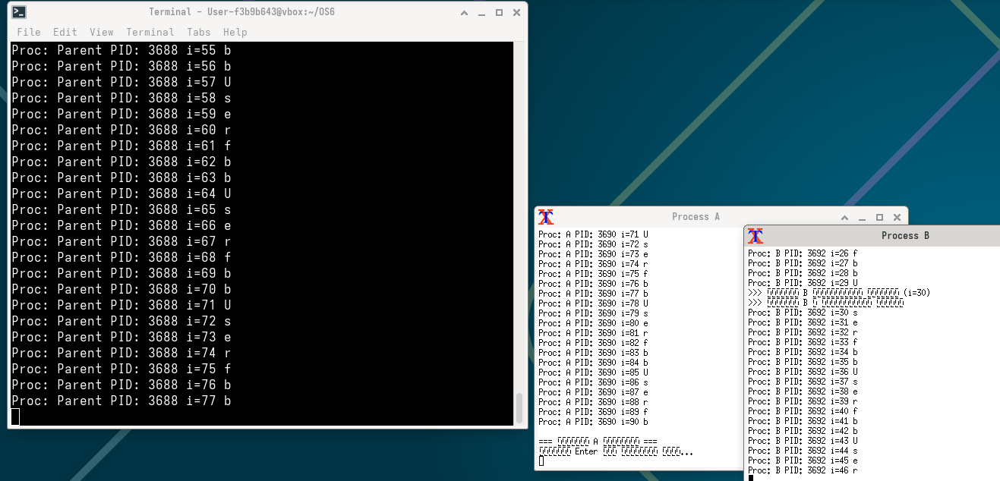 Terminal - User-f3b9b643@vbox:~/OS6
File Edit View Terminal Tabs Help
Proc: Parent PID: 3688 i=55 b
Proc: Parent PID: 3688 i=56 b
Proc: Parent PID: 3688 i=57 U
Proc: Parent PID: 3688 i=58 s
Proc: Parent PID: 3688 i=59 e
Proc: Parent PID: 3688 i=60 r
Proc: Parent PID: 3688 i=61 f
Proc: Parent PID: 3688 i=62 b
Proc: Parent PID: 3688 i=63 b
Proc: Parent PID: 3688 i=64 U
Proc: Parent PID: 3688 i=65 s
Proc: Parent PID: 3688 i=66 e
Proc: Parent PID: 3688 i=67 r
Proc: Parent PID: 3688 i=68 f
Proc: Parent PID: 3688 i=69 b
Proc: Parent PID: 3688 i=70 b
Proc: Parent PID: 3688 i=71 U
Proc: Parent PID: 3688 i=72 s
Proc: Parent PID: 3688 i=73 e
Proc: Parent PID: 3688 i=74 r
Proc: Parent PID: 3688 i=75 f
Proc: Parent PID: 3688 i=76 b
Proc: Parent PID: 3688 i=77 b
Process A
Proc: A PID: 3690 i=71 U
Proc: A PID: 3690 i=72 s
Proc: A PID: 3690 i=73 e
Proc: A PID: 3690 i=74 r
Proc: A PID: 3690 i=75 f
Proc: A PID: 3690 i=76 b
Proc: A PID: 3690 i=77 b
Proc: A PID: 3690 i=78 U
Proc: A PID: 3690 i=79 s
Proc: A PID: 3690 i=80 e
Proc: A PID: 3690 i=81 r
Proc: A PID: 3690 i=82 f
Proc: A PID: 3690 i=83 b
Proc: A PID: 3690 i=84 b
Proc: A PID: 3690 i=85 U
Proc: A PID: 3690 i=86 s
Proc: A PID: 3690 i=87 e
Proc: A PID: 3690 i=88 r
Proc: A PID: 3690 i=89 f
Proc: A PID: 3690 i=90 b
=== A ===
Enter ...
Process B
Proc: B PID: 3692 i=26 f
Proc: B PID: 3692 i=27 b
Proc: B PID: 3692 i=28 b
Proc: B PID: 3692 i=29 U
>>> B (i=30)
>>> B
Proc: B PID: 3692 i=30 s
Proc: B PID: 3692 i=31 e
Proc: B PID: 3692 i=32 r
Proc: B PID: 3692 i=33 f
Proc: B PID: 3692 i=34 b
Proc: B PID: 3692 i=35 b
Proc: B PID: 3692 i=36 U
Proc: B PID: 3692 i=37 s
Proc: B PID: 3692 i=38 e
Proc: B PID: 3692 i=39 r
Proc: B PID: 3692 i=40 f
Proc: B PID: 3692 i=41 b
Proc: B PID: 3692 i=42 b
Proc: B PID: 3692 i=43 U
Proc: B PID: 3692 i=44 s
Proc: B PID: 3692 i=45 e
Proc: B PID: 3692 i=46 r